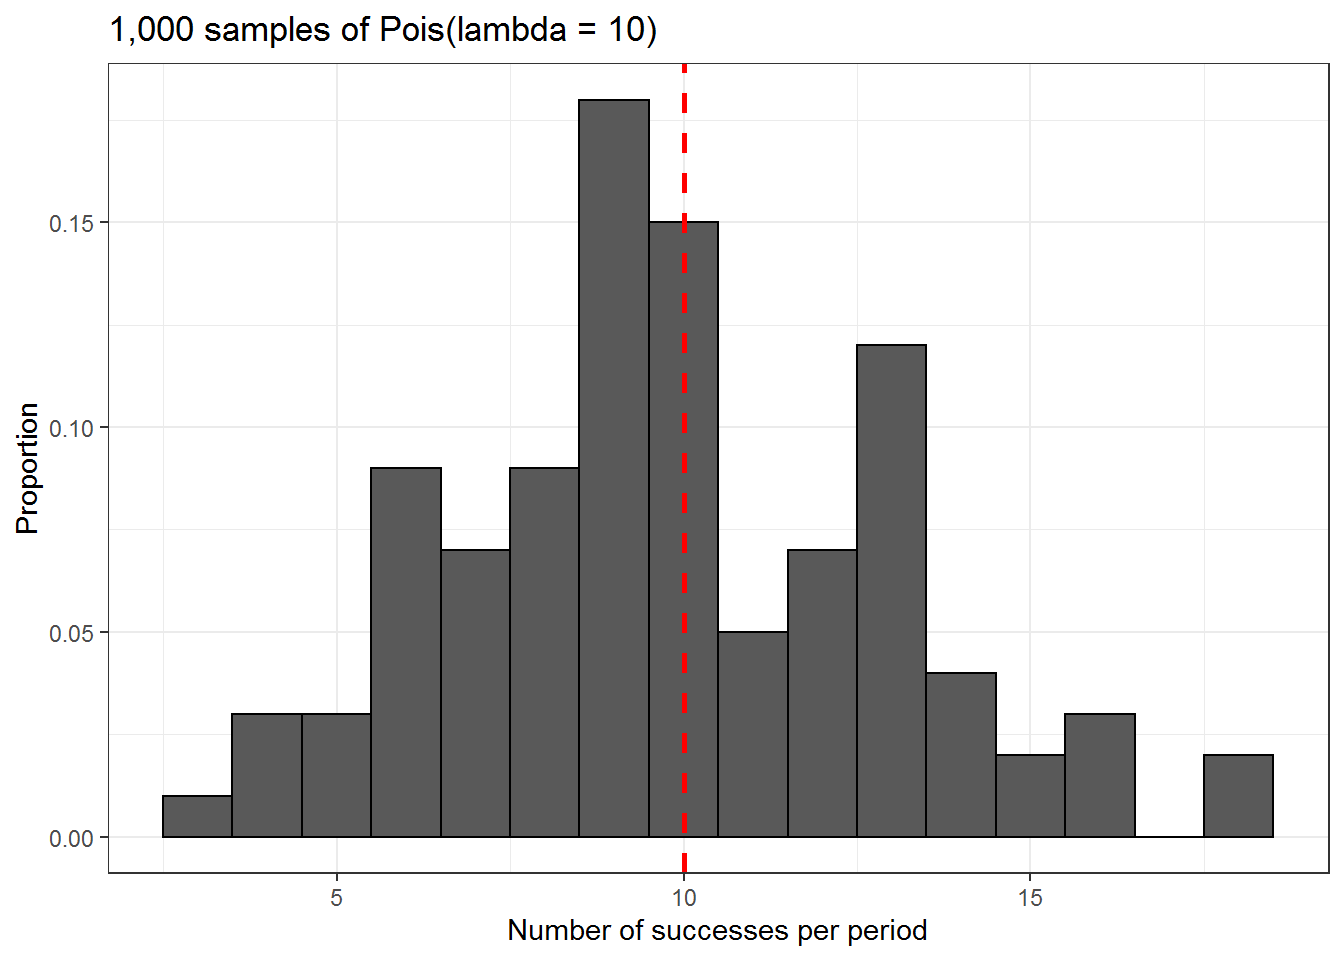 1,000 samples of Pois(lambda = 10)
Proportion
0.15
0.10
0.05
0.00
5 10 15
Number of successes per period